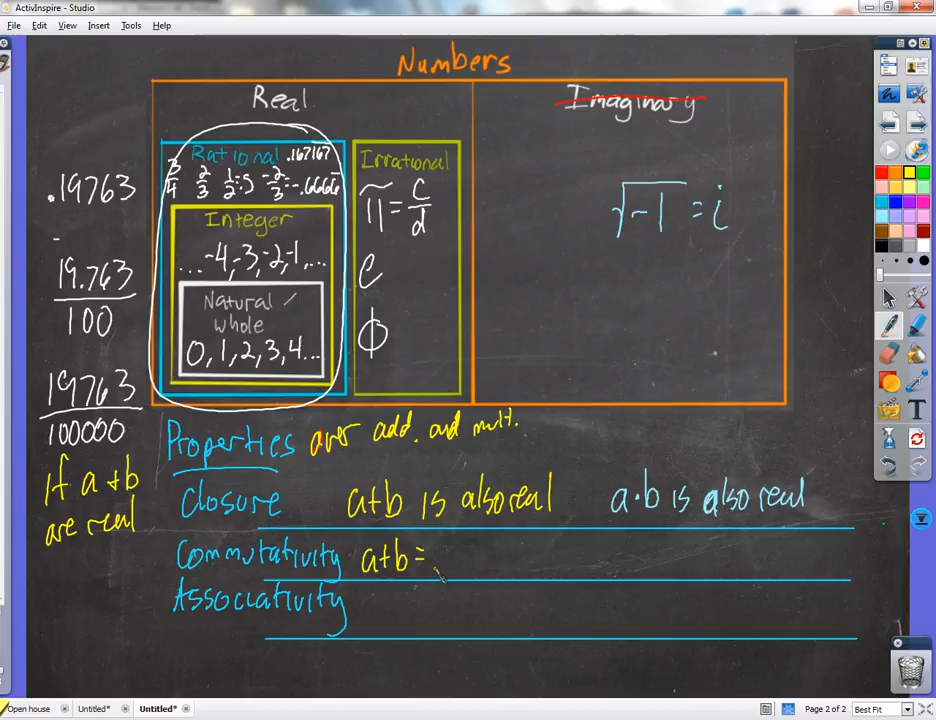 ActivInspire - Studio
File Edit View Insert Tools Help
Numbers
Real
Imaginary
Rational .167167
3/4 2/3 1/2=.5 -2/3=-.6666
Irrational
π = c/d
e
ϕ
√-1 = i
Integer
...-4,-3,-2,-1,...
Natural /
whole
0,1,2,3,4...
.19763
19.763
100
19763
100000
Properties over add. and mult.
If a + b
are real
Closure a+b is also real a·b is also real
Commutativity a+b=
Associativity
Open house Untitled* Untitled* Page 2 of 2 Best Fit